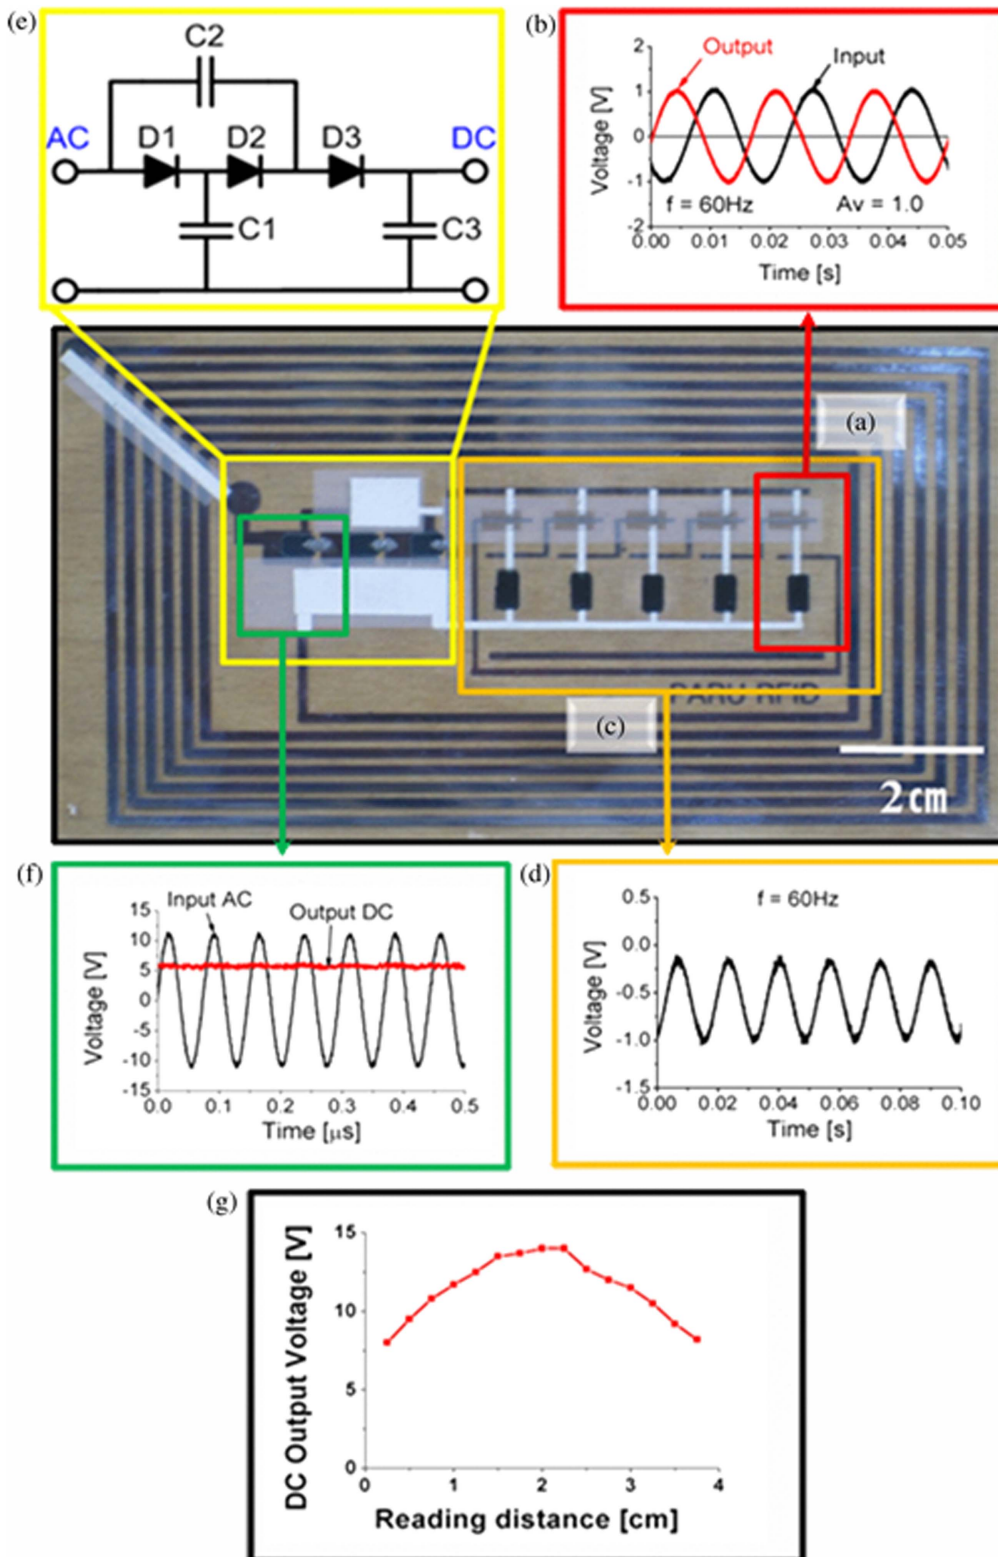 (e)
C2
AC
D1 D2 D3
DC
C1
C3
(b)
Voltage [V]
2
1
0
-1
-2
Output
Input
f = 60Hz
Av = 1.0
0.00 0.01 0.02 0.03 0.04 0.05
Time [s]
(a)
PARU RFID
(c)
2 cm
(f)
Voltage [V]
15
10
5
0
-5
-10
-15
Input AC
Output DC
0.0 0.1 0.2 0.3 0.4 0.5
Time [μs]
(d)
Voltage [V]
0.5
0.0
-0.5
-1.0
-1.5
f = 60Hz
0.00 0.02 0.04 0.06 0.08 0.10
Time [s]
(g)
DC Output Voltage [V]
15
10
5
0
0 1 2 3 4
Reading distance [cm]